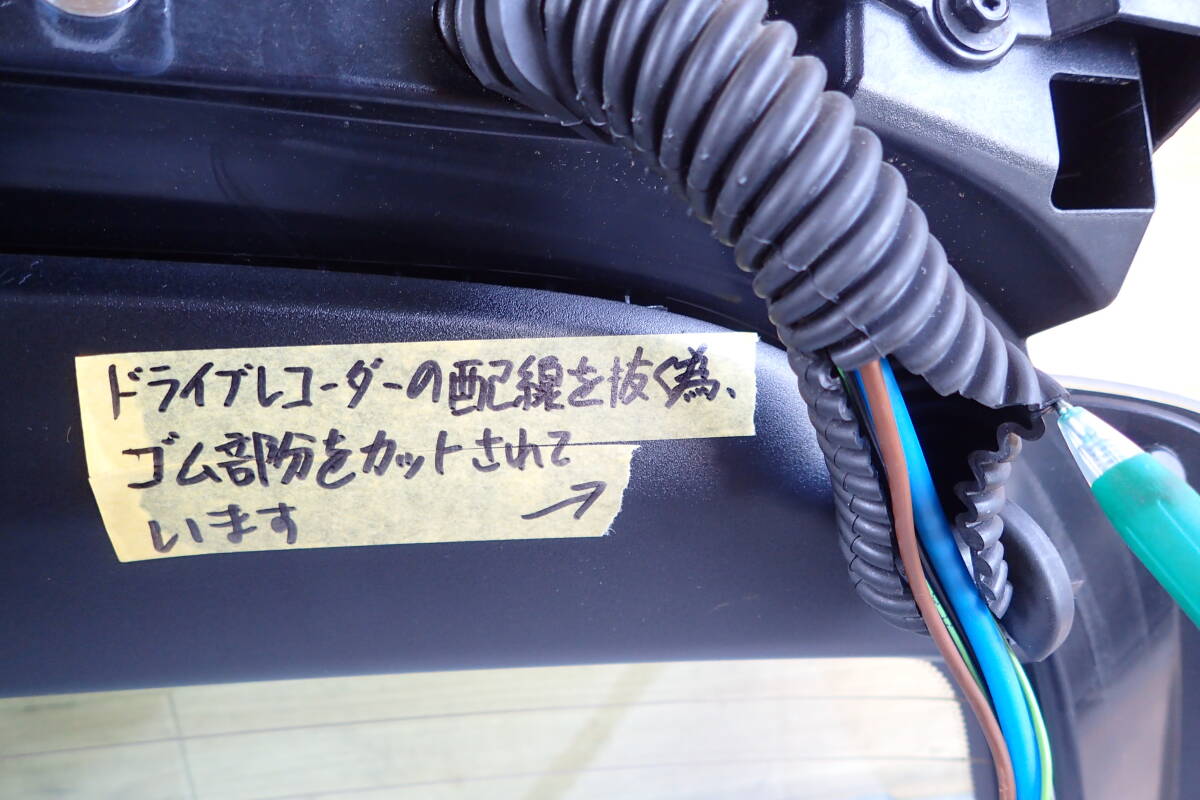 ドライブレコーダーの配線を抜く為、
ゴム部分をカットされて
います →